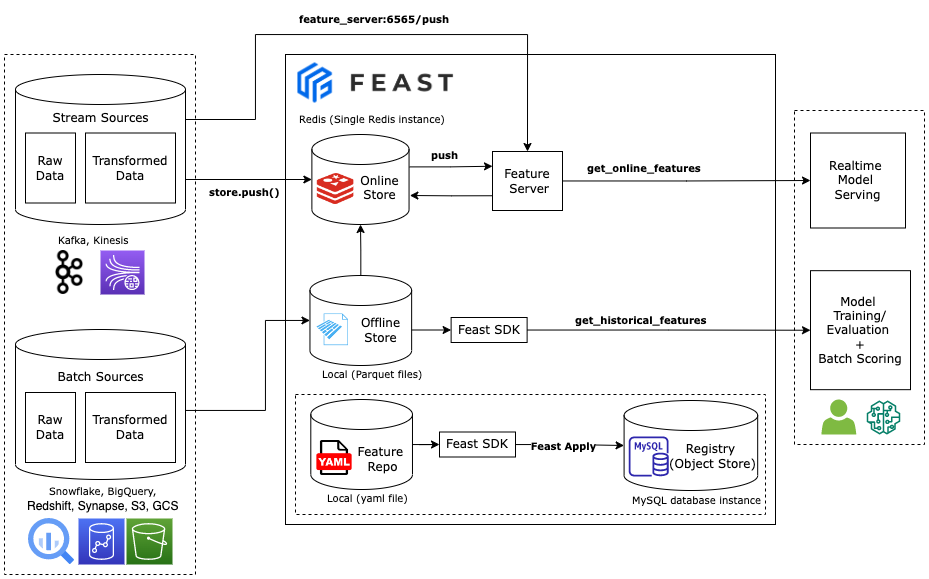 feature_server:6565/push
FEAST
Stream Sources
Raw
Data
Transformed
Data
Kafka, Kinesis
store.push()
Redis (Single Redis instance)
Online
Store
push
Feature
Server
get_online_features
Realtime
Model
Serving
Batch Sources
Raw
Data
Transformed
Data
Snowflake, BigQuery,
Redshift, Synapse, S3, GCS
Offline
Store
Local (Parquet files)
Feast SDK
get_historical_features
Model
Training/
Evaluation
+
Batch Scoring
YAML
Feature
Repo
Local (yaml file)
Feast SDK
Feast Apply
MySQL
Registry
(Object Store)
MySQL database instance